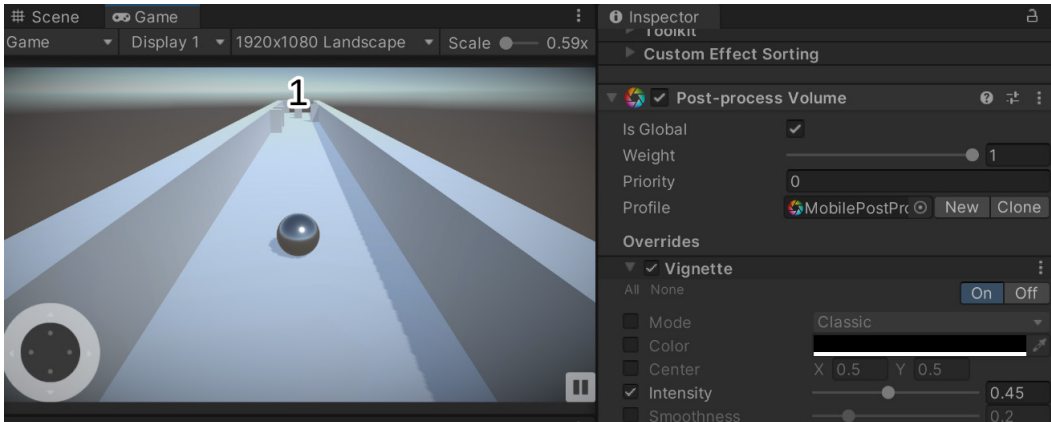 Scene Game
Game Display 1 1920x1080 Landscape Scale 0.59x
1
Inspector
Toolkit
Custom Effect Sorting
Post-process Volume
Is Global
Weight 1
Priority 0
Profile MobilePostPro New Clone
Overrides
Vignette
All None On Off
Mode Classic
Color
Center X 0.5 Y 0.5
Intensity 0.45
Smoothness 0.2